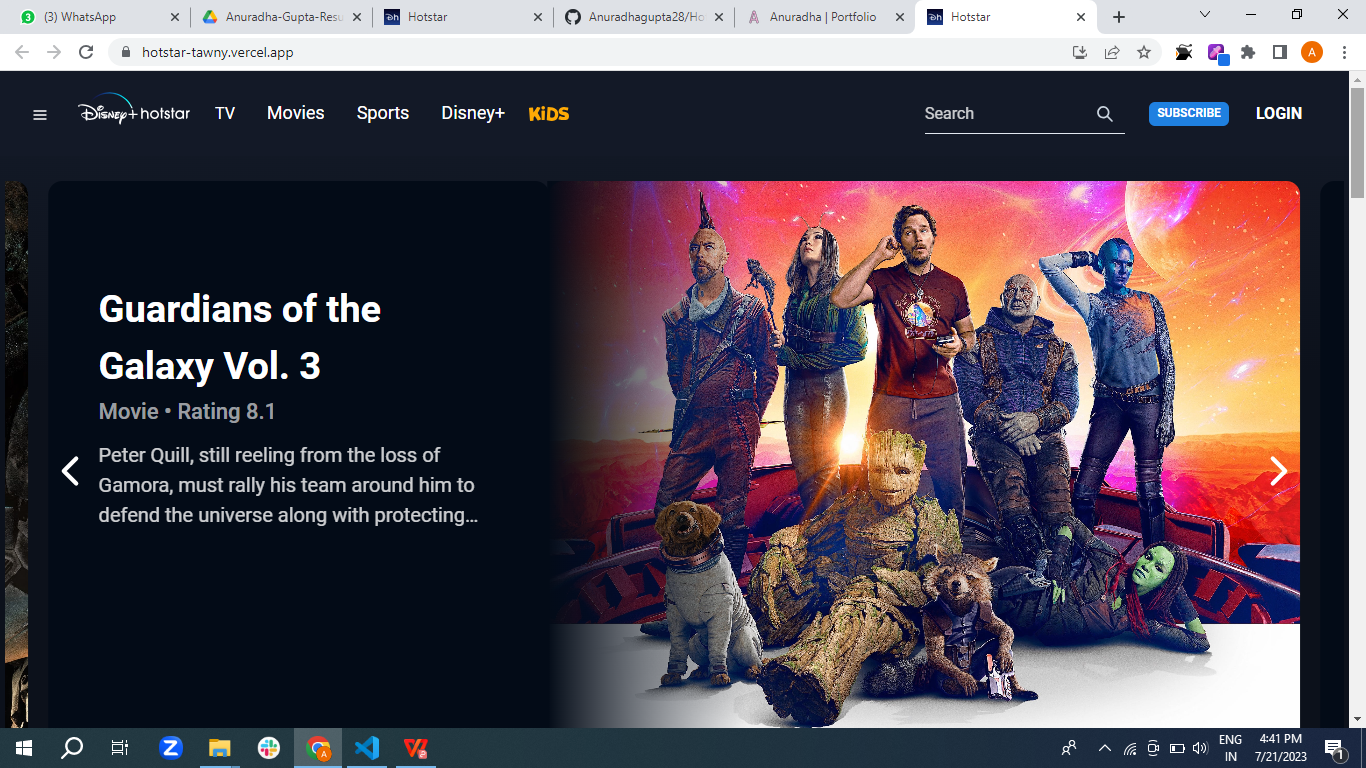 (3) WhatsApp
Anuradha-Gupta-Resu
Hotstar
Anuradhagupta28/Ho
Anuradha | Portfolio
Hotstar
hotstar-tawny.vercel.app
A
Disney+ hotstar
TV
Movies
Sports
Disney+
KiDS
Search
SUBSCRIBE
LOGIN
Guardians of the
Galaxy Vol. 3
Movie • Rating 8.1
Peter Quill, still reeling from the loss of
Gamora, must rally his team around him to
defend the universe along with protecting...
ENG
IN
4:41 PM
7/21/2023
1